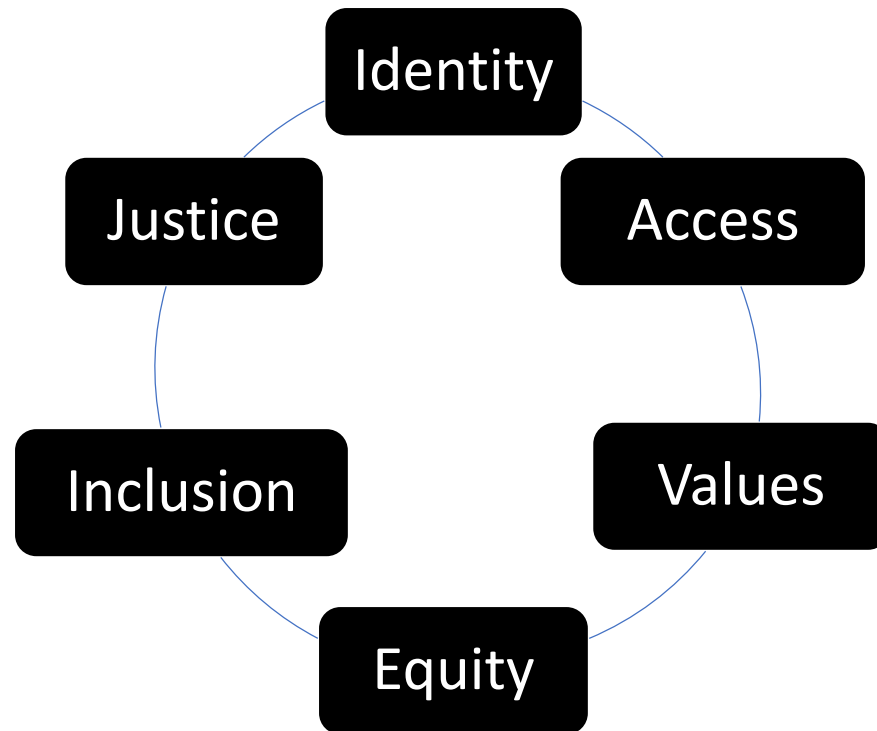 Identity
Justice
Access
Inclusion
Values
Equity